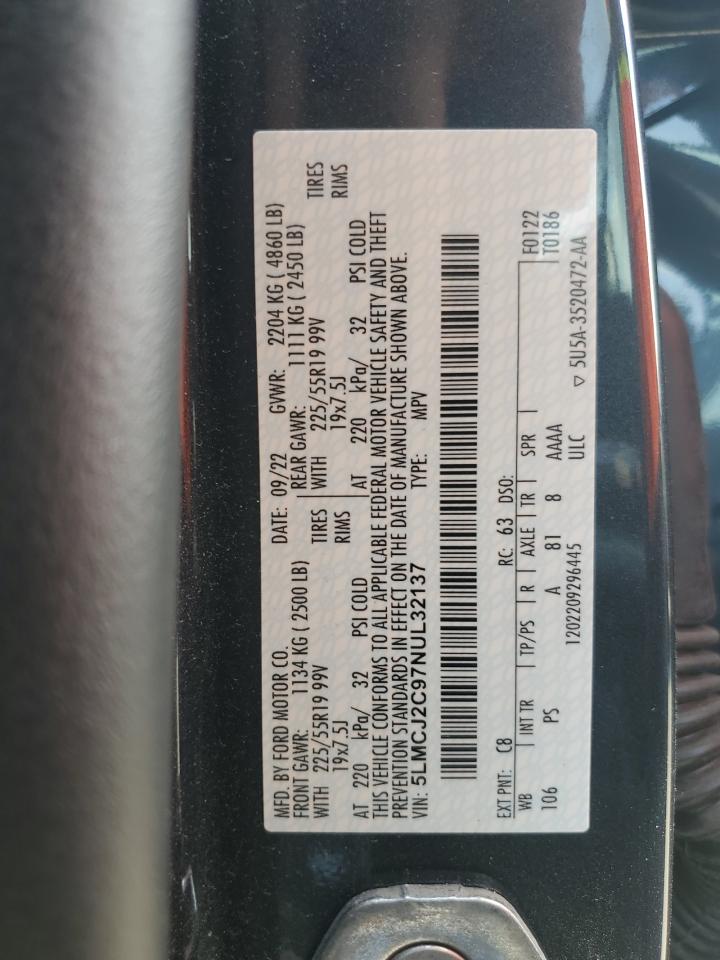 MFD. BY FORD MOTOR CO. DATE: 09/22 GVWR: 2204 KG ( 4860 LB)
FRONT GAWR: 1134 KG ( 2500 LB) REAR GAWR: 1111 KG ( 2450 LB)
WITH 225/55R19 99V TIRES WITH 225/55R19 99V TIRES
19x7.5J RIMS 19x7.5J RIMS
AT 220 kPa/ 32 PSI COLD AT 220 kPa/ 32 PSI COLD
THIS VEHICLE CONFORMS TO ALL APPLICABLE FEDERAL MOTOR VEHICLE SAFETY AND THEFT
PREVENTION STANDARDS IN EFFECT ON THE DATE OF MANUFACTURE SHOWN ABOVE.
VIN: 5LMCJ2C97NUL32137 TYPE: MPV
EXT PNT: C8 RC: 63 DSO: F0122
WB INT TR TP/PS R AXLE TR SPR T0186
106 PS A 81 8 AAAA
1202209296445 ULC ▽ 5U5A-3520472-AA